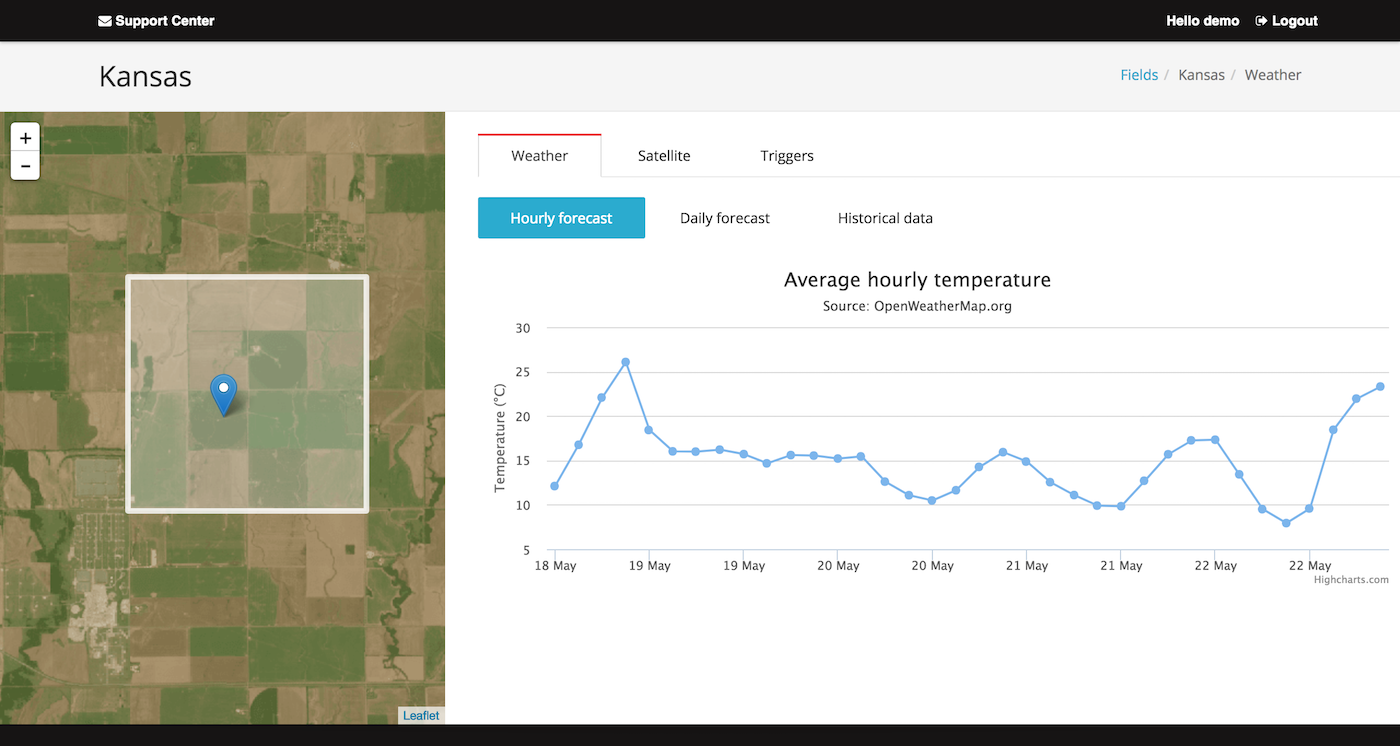 Support Center
Hello demo Logout
Kansas
Fields / Kansas / Weather
+
−
Weather Satellite Triggers
Hourly forecast Daily forecast Historical data
Average hourly temperature
Source: OpenWeatherMap.org
Temperature (°C)
30
25
20
15
10
5
18 May 19 May 19 May 20 May 20 May 21 May 21 May 22 May 22 May
Highcharts.com
Leaflet